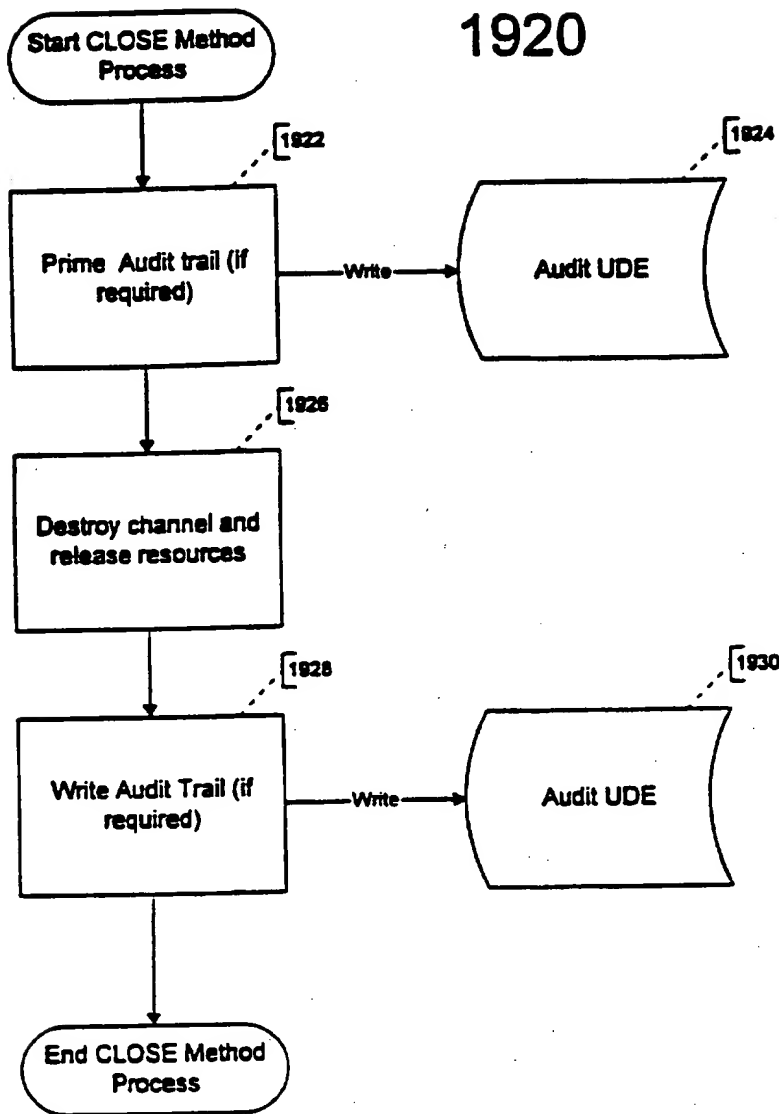 1920
Start CLOSE Method
Process
1922
1924
Prime Audit trail (if
required)
Write
Audit UDE
1926
Destroy channel and
release resources
1928
1930
Write Audit Trail (if
required)
Write
Audit UDE
End CLOSE Method
Process